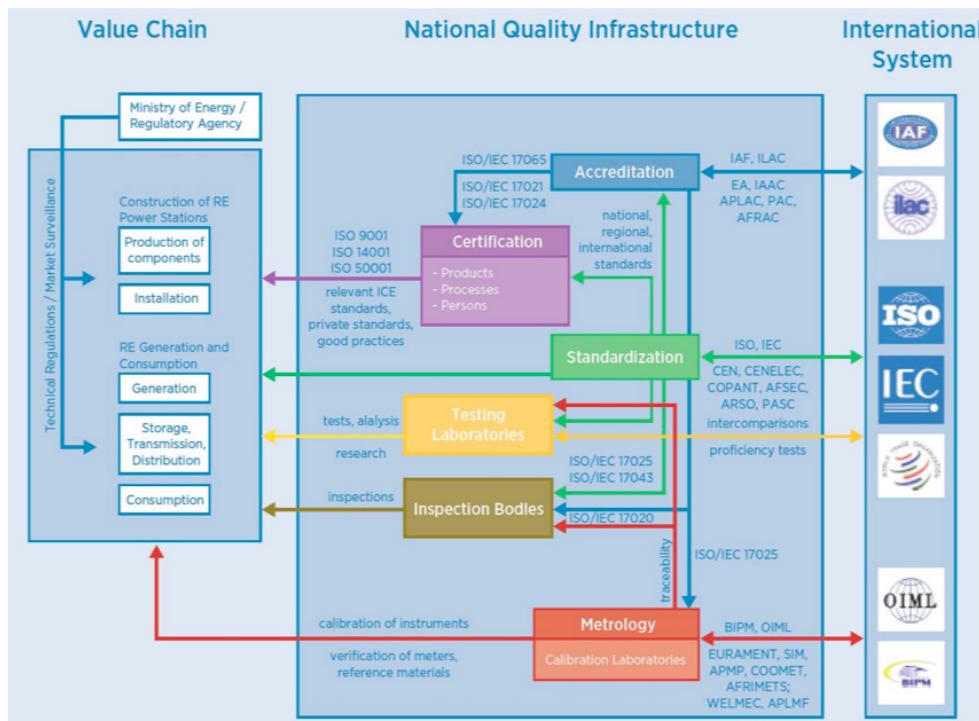 Value Chain
National Quality Infrastructure
International
System
Ministry of Energy /
Regulatory Agency
Technical Regulations / Market Surveillance
Construction of RE
Power Stations
Production of
components
Installation
RE Generation and
Consumption
Generation
Storage,
Transmission,
Distribution
Consumption
ISO/IEC 17065
ISO/IEC 17021
ISO/IEC 17024
Accreditation
IAF, ILAC
EA, IAAC
APLAC, PAC,
AFRAC
ISO 9001
ISO 14001
ISO 50001
relevant ICE
standards,
private standards,
good practices
Certification
- Products
- Processes
- Persons
national,
regional,
international
standards
Standardization
ISO, IEC
CEN, CENELEC,
COPANT, AFSEC,
ARSO, PASC
tests, alalysis
research
Testing
Laboratories
intercomparisons
proficiency tests
ISO/IEC 17025
ISO/IEC 17043
inspections
Inspection Bodies
ISO/IEC 17020
traceability
ISO/IEC 17025
calibration of instruments
verification of meters,
reference materials
Metrology
Calibration Laboratories
BIPM, OIML
EURAMENT, SIM,
APMP, COOMET,
AFRIMETS;
WELMEC, APLMF
IAF
ilac
ISO
IEC
WORLD TRADE ORGANIZATION
OIML
BIPM